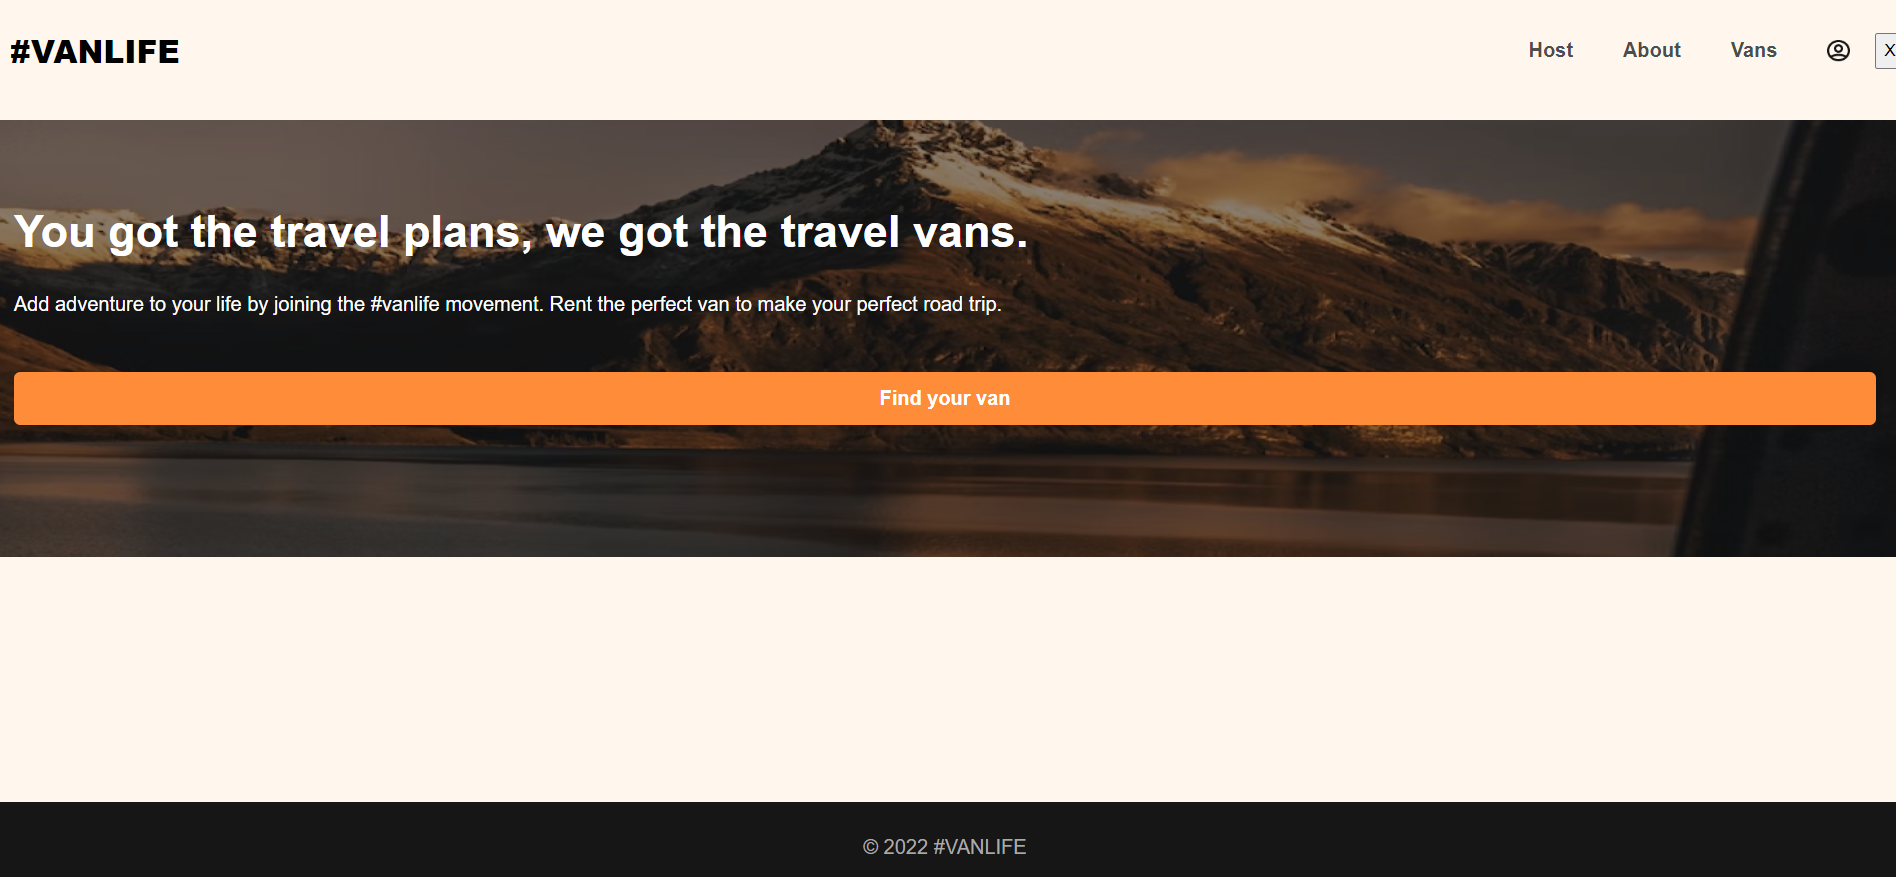 #VANLIFE
Host
About
Vans
X
You got the travel plans, we got the travel vans.
Add adventure to your life by joining the #vanlife movement. Rent the perfect van to make your perfect road trip.
Find your van
© 2022 #VANLIFE